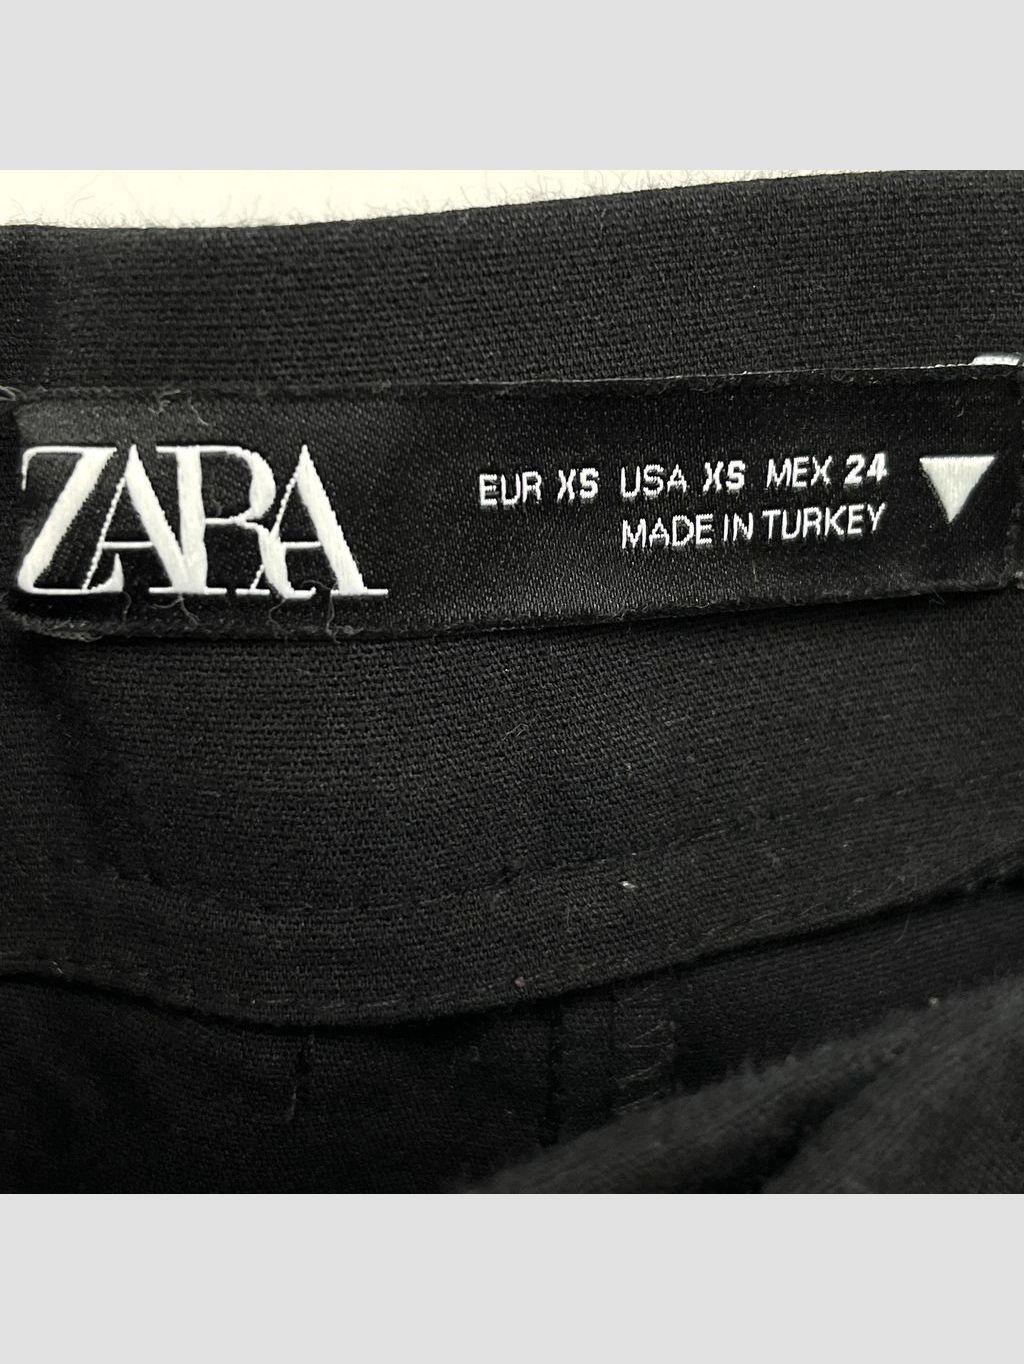 ZARA
EUR XS USA XS MEX 24
MADE IN TURKEY